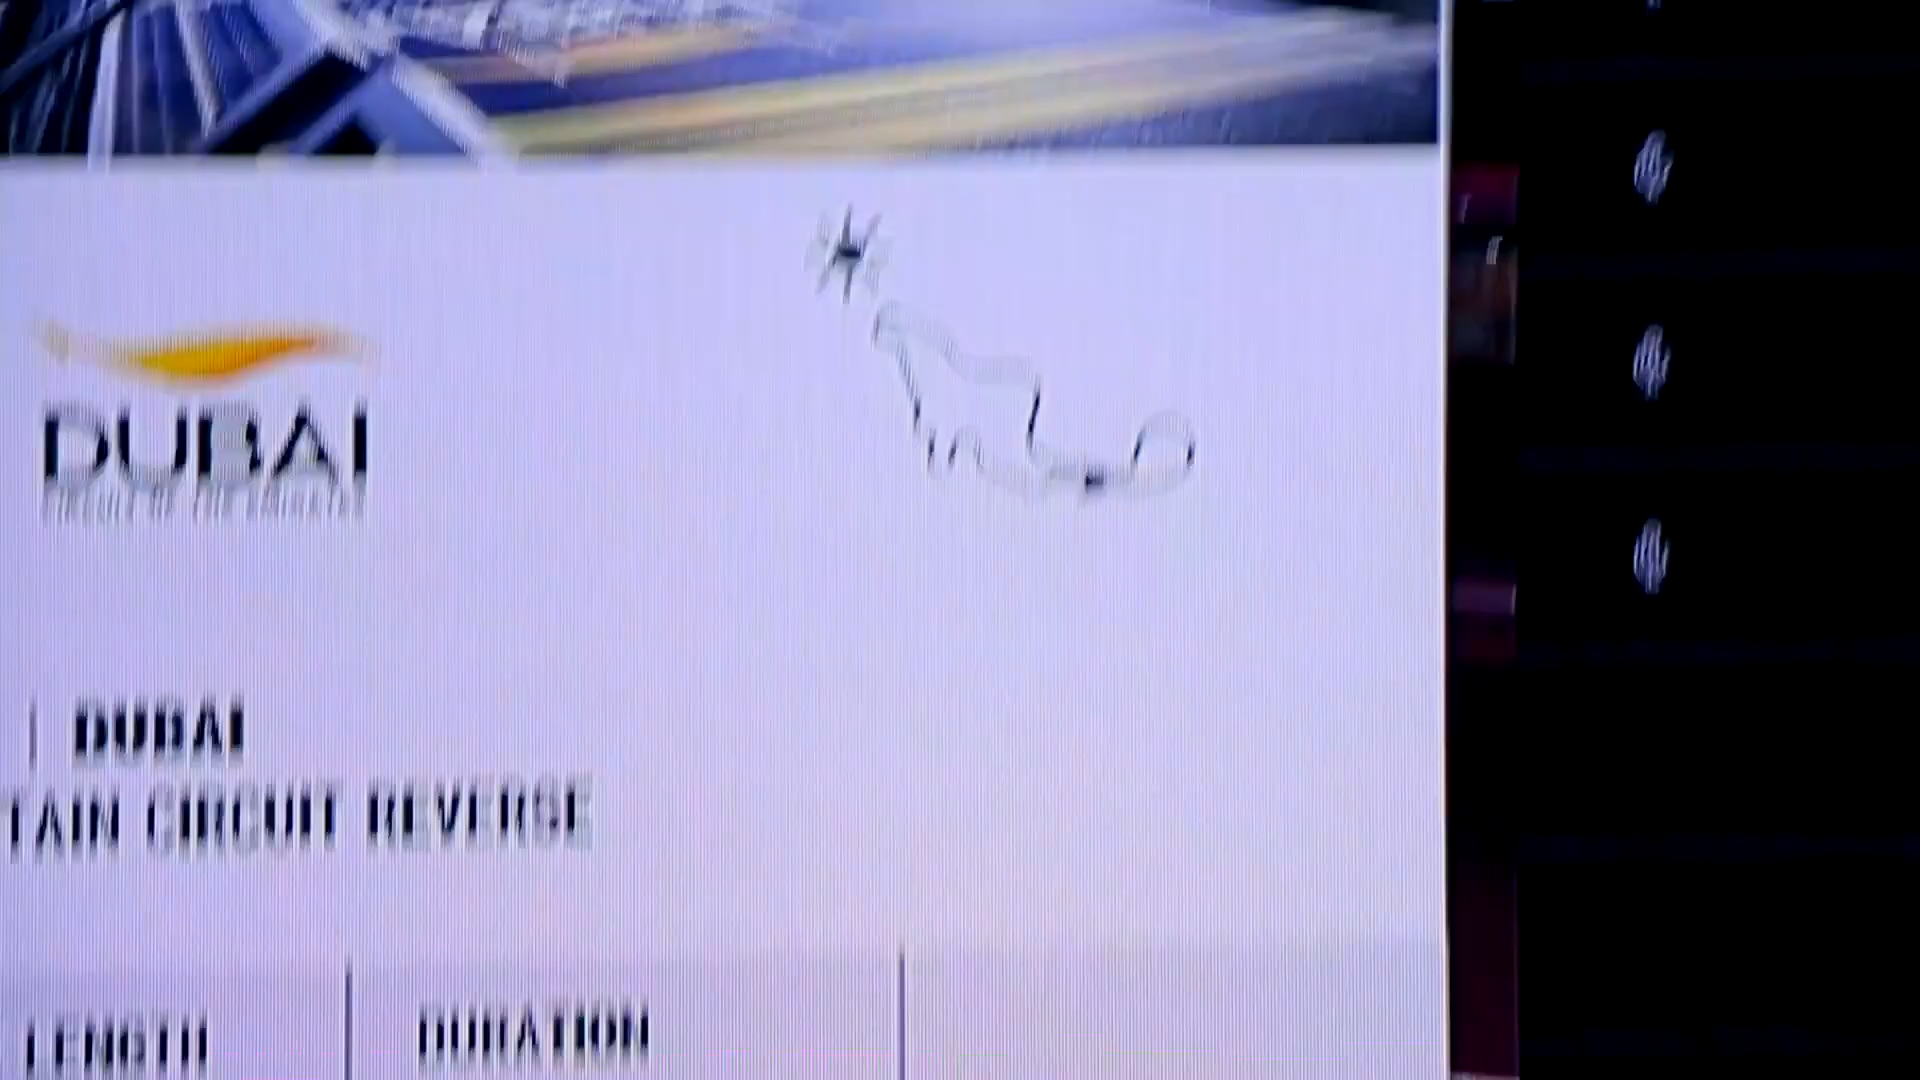 DUBAI
| DUBAI
TAIN CIRCUIT REVERSE
LENGTH
DURATION